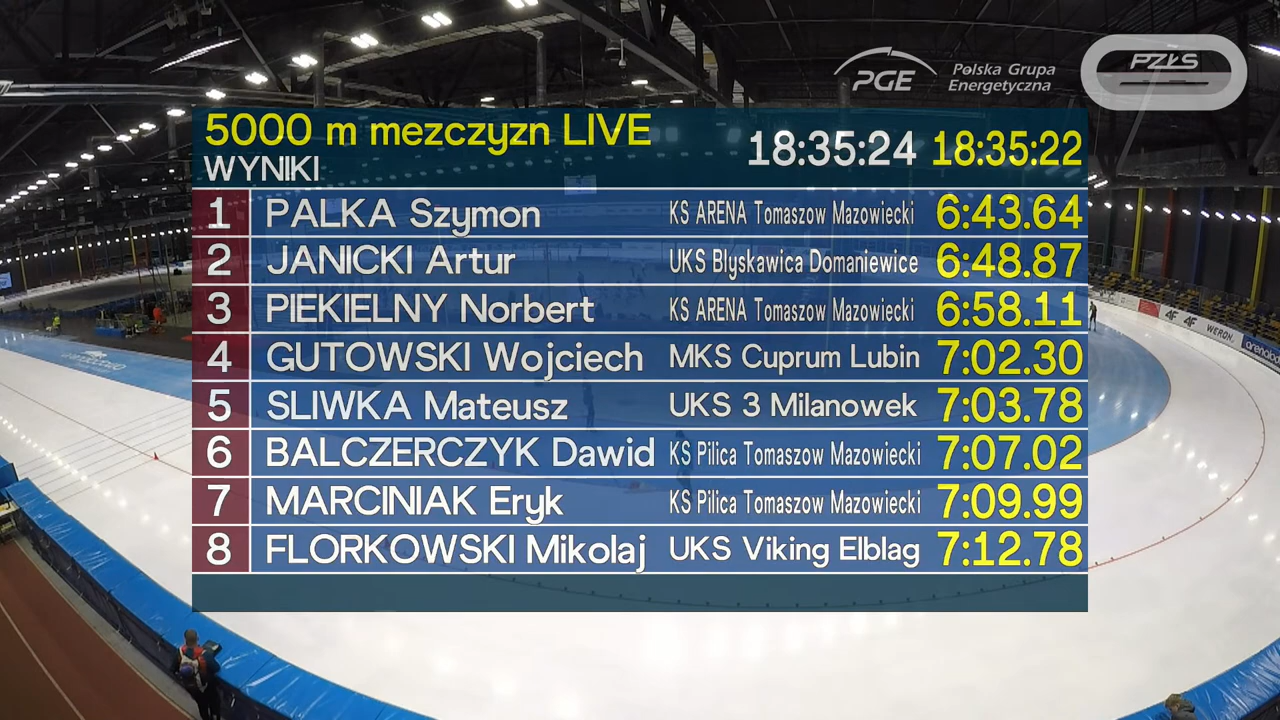 PGE Polska Grupa
Energetyczna
PZŁS
5000 m mezczyzn LIVE
WYNIKI
18:35:24 18:35:22
1 PALKA Szymon KS ARENA Tomaszow Mazowiecki 6:43.64
2 JANICKI Artur UKS Blyskawica Domaniewice 6:48.87
3 PIEKIELNY Norbert KS ARENA Tomaszow Mazowiecki 6:58.11
4 GUTOWSKI Wojciech MKS Cuprum Lubin 7:02.30
5 SLIWKA Mateusz UKS 3 Milanowek 7:03.78
6 BALCZERCZYK Dawid KS Pilica Tomaszow Mazowiecki 7:07.02
7 MARCINIAK Eryk KS Pilica Tomaszow Mazowiecki 7:09.99
8 FLORKOWSKI Mikolaj UKS Viking Elblag 7:12.78
4F 4F WERON.